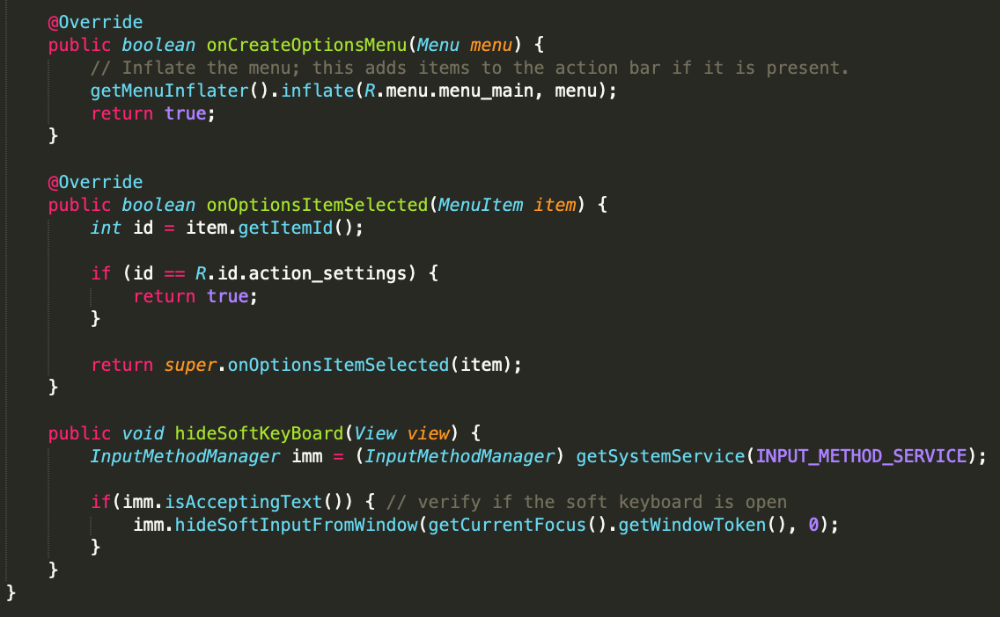 @Override
public boolean onCreateOptionsMenu(Menu menu) {
// Inflate the menu; this adds items to the action bar if it is present.
getMenuInflater().inflate(R.menu.menu_main, menu);
return true;
}
@Override
public boolean onOptionsItemSelected(MenuItem item) {
int id = item.getItemId();
if (id == R.id.action_settings) {
return true;
}
return super.onOptionsItemSelected(item);
}
public void hideSoftKeyBoard(View view) {
InputMethodManager imm = (InputMethodManager) getSystemService(INPUT_METHOD_SERVICE);
if(imm.isAcceptingText()) { // verify if the soft keyboard is open
imm.hideSoftInputFromWindow(getCurrentFocus().getWindowToken(), 0);
}
}
}